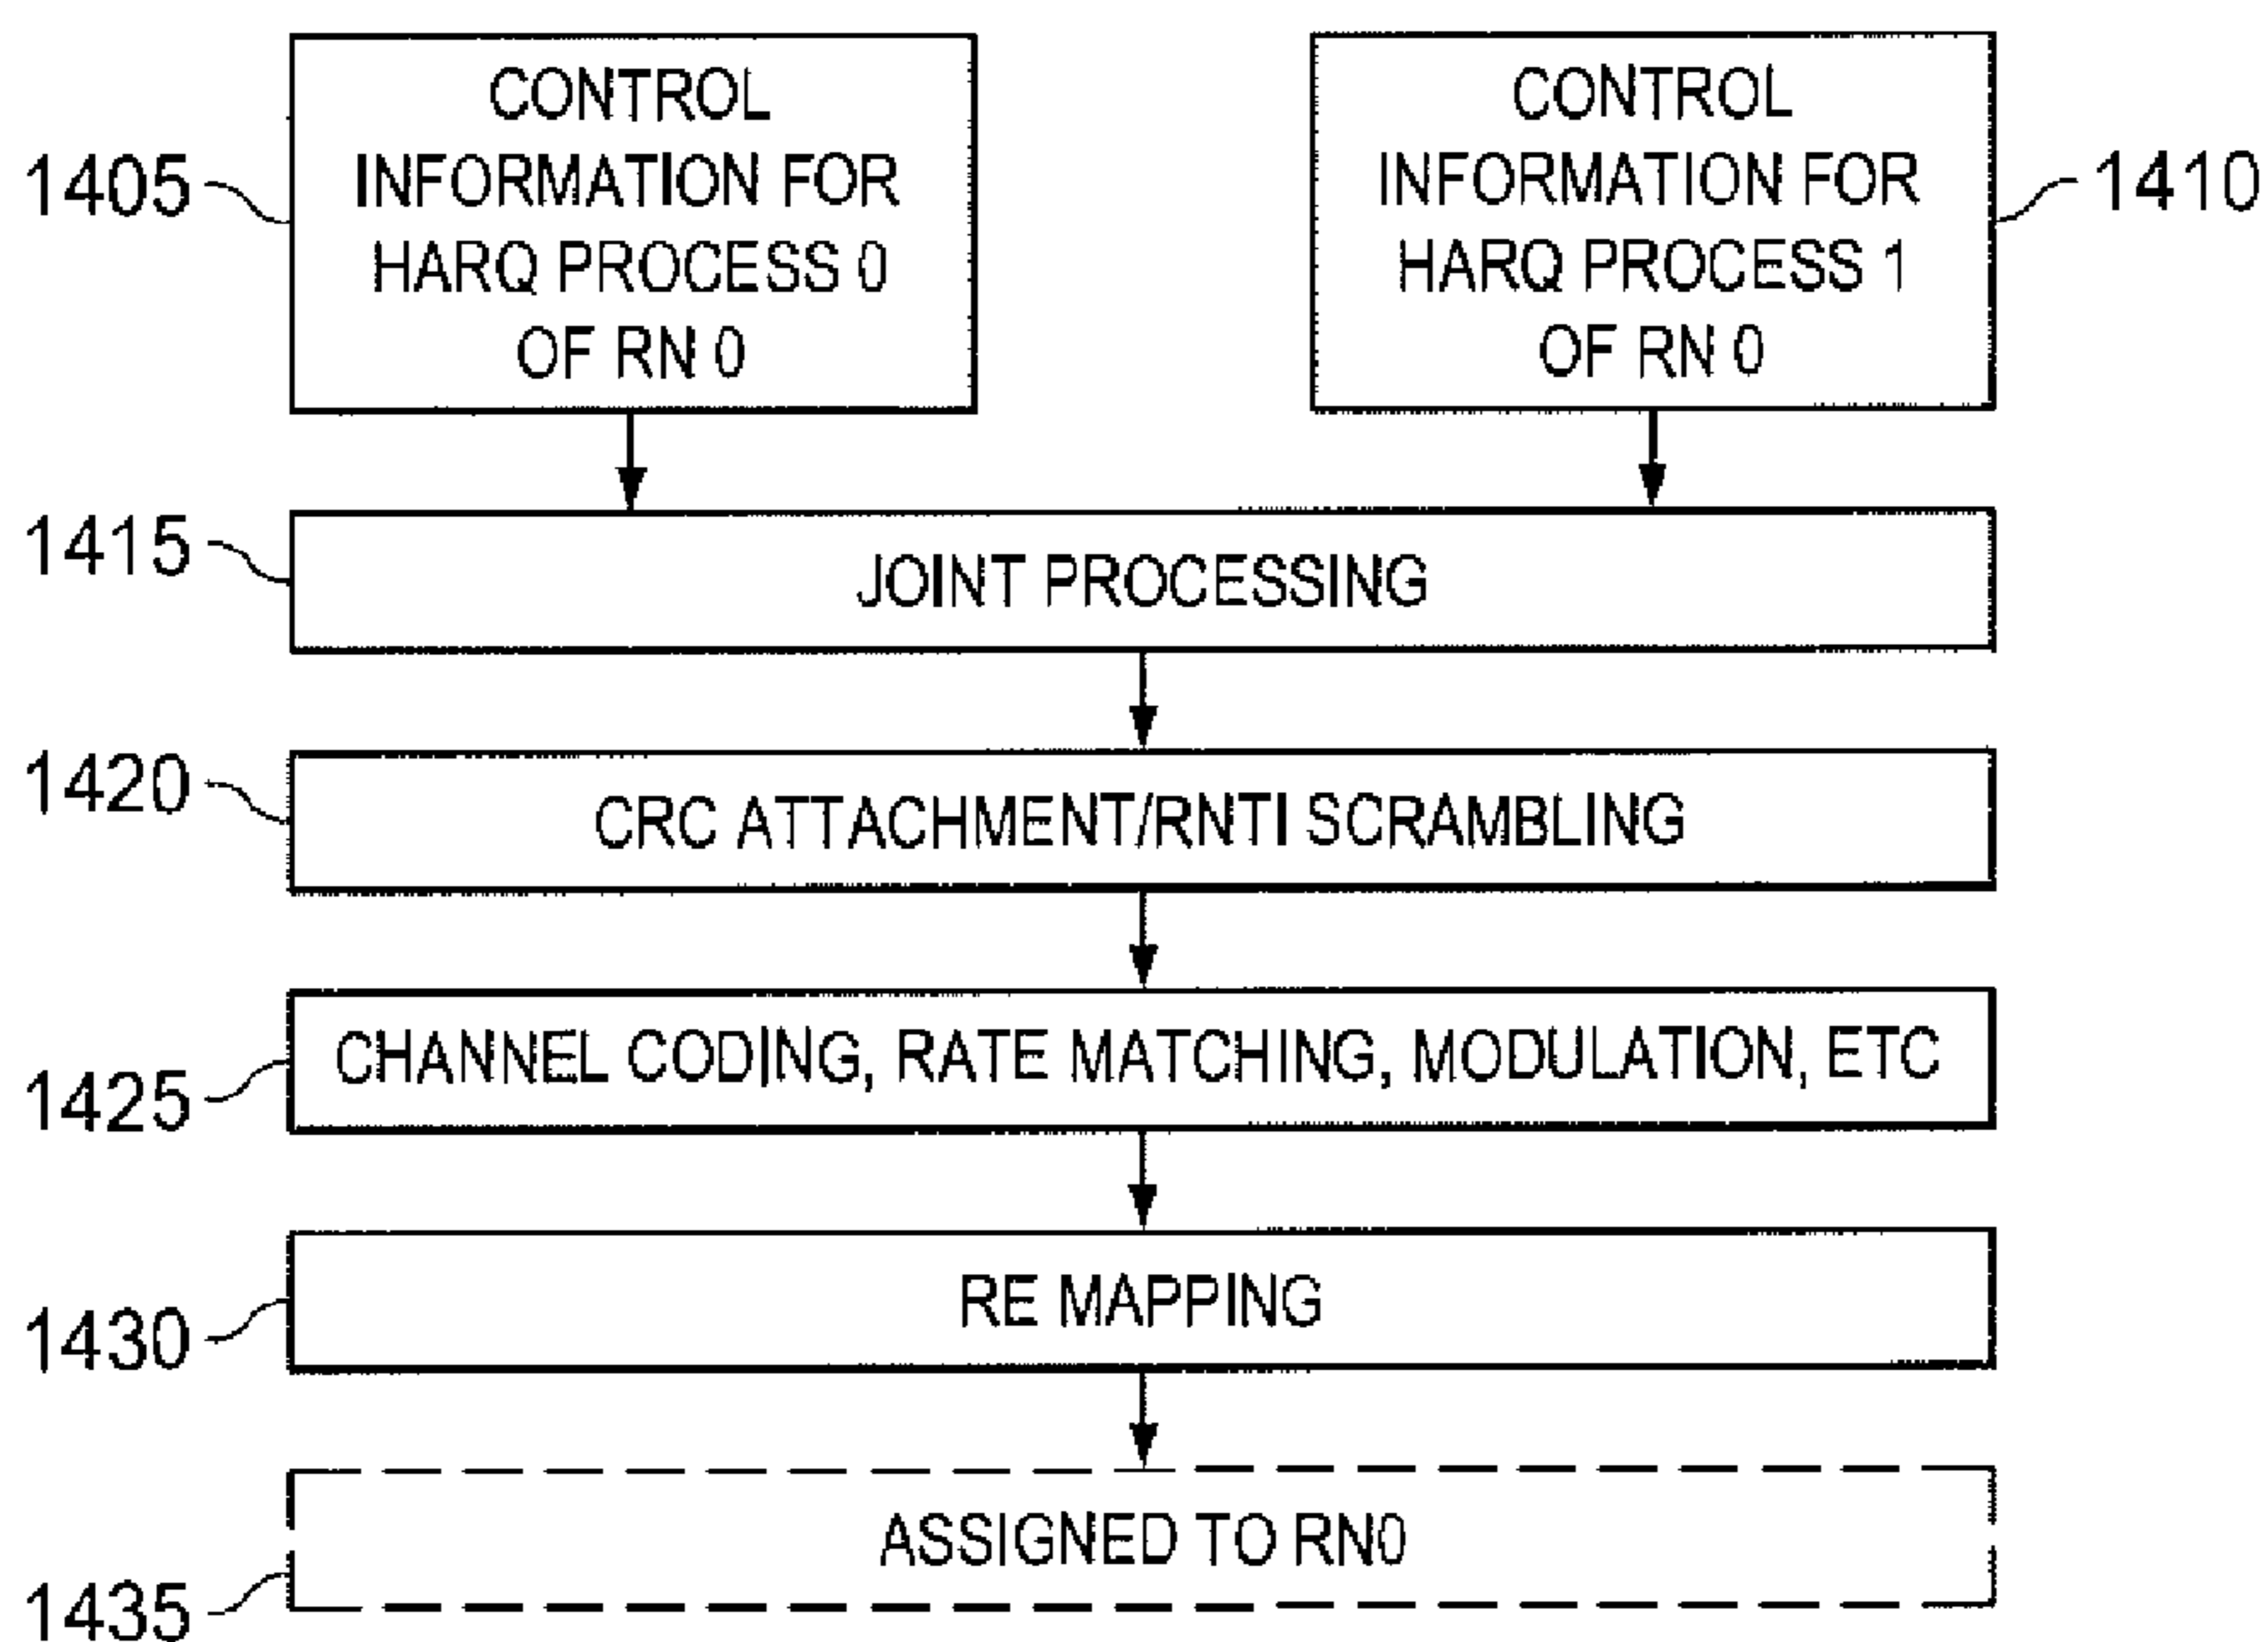 CONTROL
INFORMATION FOR
HARQ PROCESS 0
OF RN 0
CONTROL
INFORMATION FOR
HARQ PROCESS 1
OF RN 0
1405
1410
1415
JOINT PROCESSING
1420
CRC ATTACHMENT/RNTI SCRAMBLING
1425
CHANNEL CODING, RATE MATCHING, MODULATION, ETC
1430
RE MAPPING
1435
ASSIGNED TO RN0